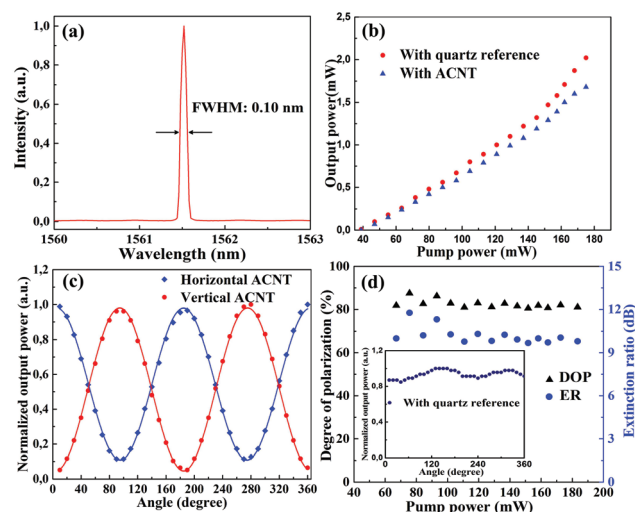 (a)
Intensity (a.u.)
1,0
0,8
0,6
0,4
0,2
0,0
FWHM: 0.10 nm
1560 1561 1562 1563
Wavelength (nm)
(b)
Output power(mW)
2,0
1,5
1,0
0,5
0,0
With quartz reference
With ACNT
40 60 80 100 120 140 160 180
Pump power (mW)
(c)
Normalized output power (a.u.)
1,2
1,0
0,8
0,6
0,4
0,2
0,0
Horizontal ACNT
Vertical ACNT
0 40 80 120 160 200 240 280 320 360
Angle (degree)
(d)
Degree of polarization (%)
100
80
60
40
20
0
Extinction ratio (dB)
15
12
9
6
3
0
DOP
ER
Normalized output power (a.u.)
1,0
0,8
0,4
0,0
With quartz reference
0 120 240 360
Angle (degree)
40 60 80 100 120 140 160 180 200
Pump power (mW)